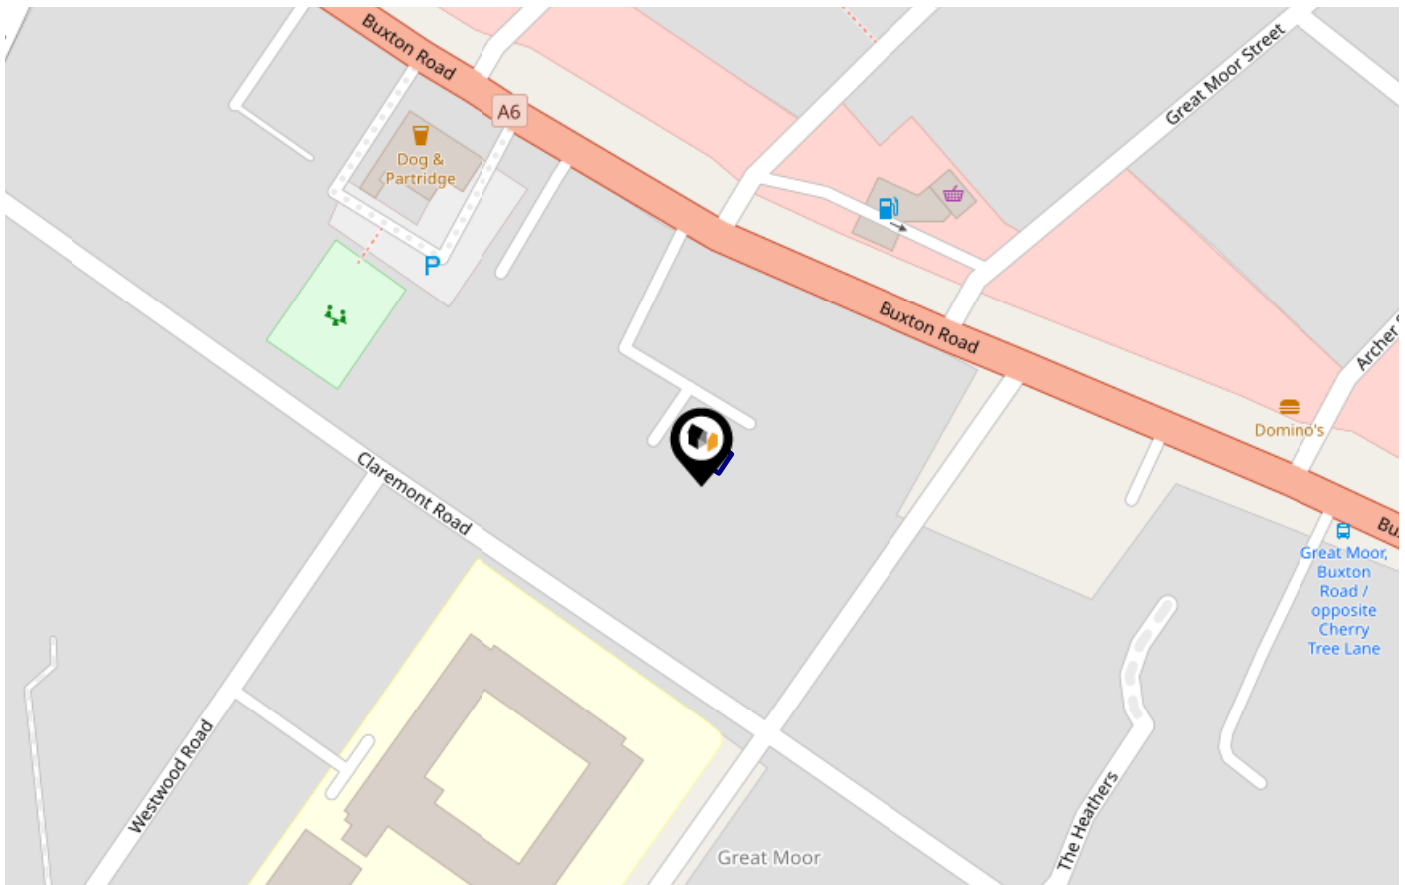 Buxton Road
A6
Great Moor Street
Dog &
Partridge
P
Buxton Road
Archer
Domino's
Claremont Road
Great Moor,
Buxton
Road /
opposite
Cherry
Tree Lane
Westwood Road
The Heathers
Great Moor